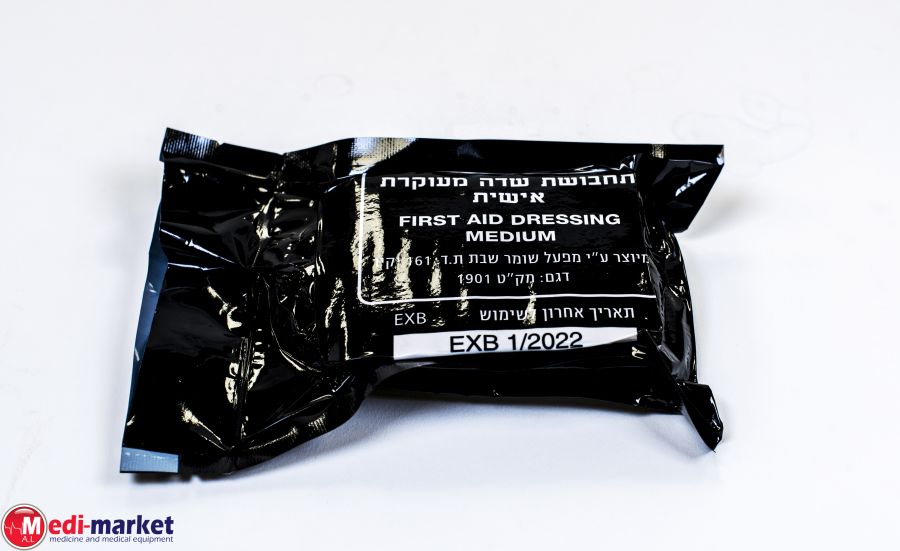 תחבושת שדה מעוקרת
אישית
FIRST AID DRESSING
MEDIUM
מיוצר ע״י מפעל שומר שבת ת.ד. 161
דגם: מק״ט 1901
תאריך אחרון לשימוש EXB
EXB 1/2022
Medi-market
A.L
medicine and medical equipment